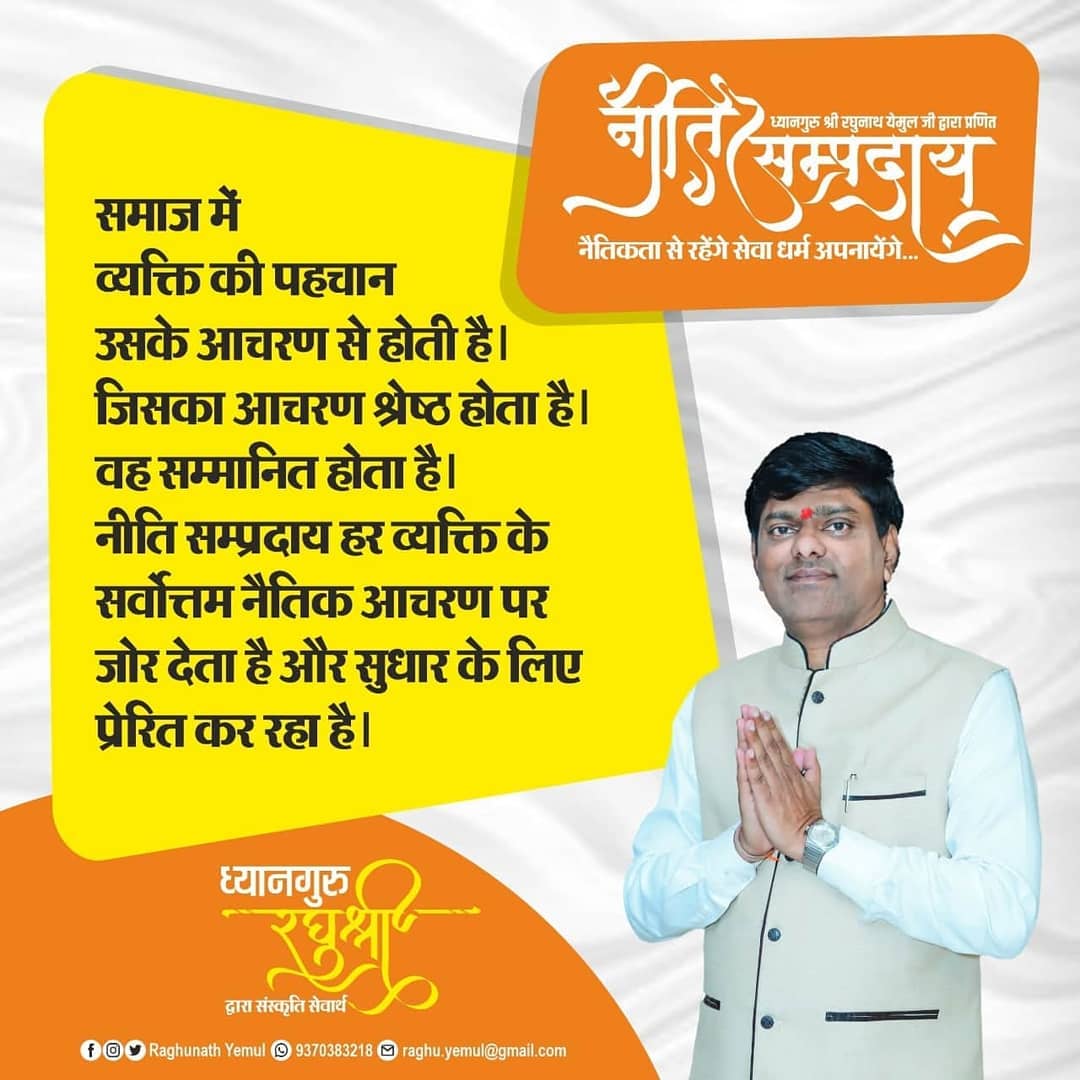 नीति सम्प्रदाय
ध्यानगुरु श्री रघुनाथ येमुल जी द्वारा प्रणित
नैतिकता से रहेंगे सेवा धर्म अपनायेंगे...
समाज में
व्यक्ति की पहचान
उसके आचरण से होती है।
जिसका आचरण श्रेष्ठ होता है।
वह सम्मानित होता है।
नीति सम्प्रदाय हर व्यक्ति के
सर्वोत्तम नैतिक आचरण पर
जोर देता है और सुधार के लिए
प्रेरित कर रहा है।
ध्यानगुरु
रघुश्री
द्वारा संस्कृति सेवार्थ
Raghunath Yemul 9370383218 raghu.yemul@gmail.com